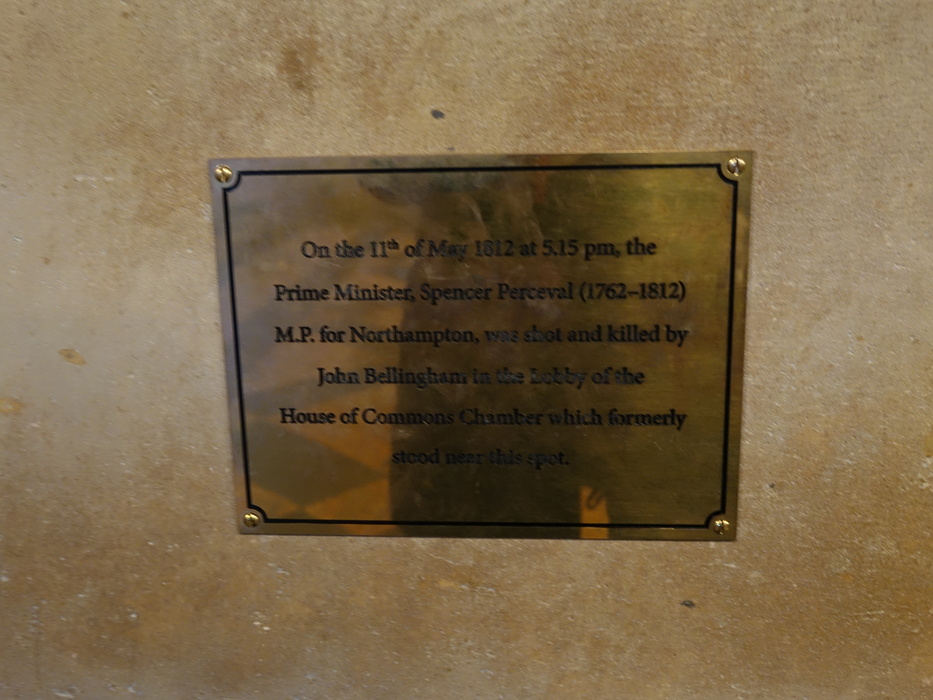 On the 11th of May 1812 at 5.15 pm, the
Prime Minister, Spencer Perceval (1762–1812)
M.P. for Northampton, was shot and killed by
John Bellingham in the Lobby of the
House of Commons Chamber which formerly
stood near this spot.